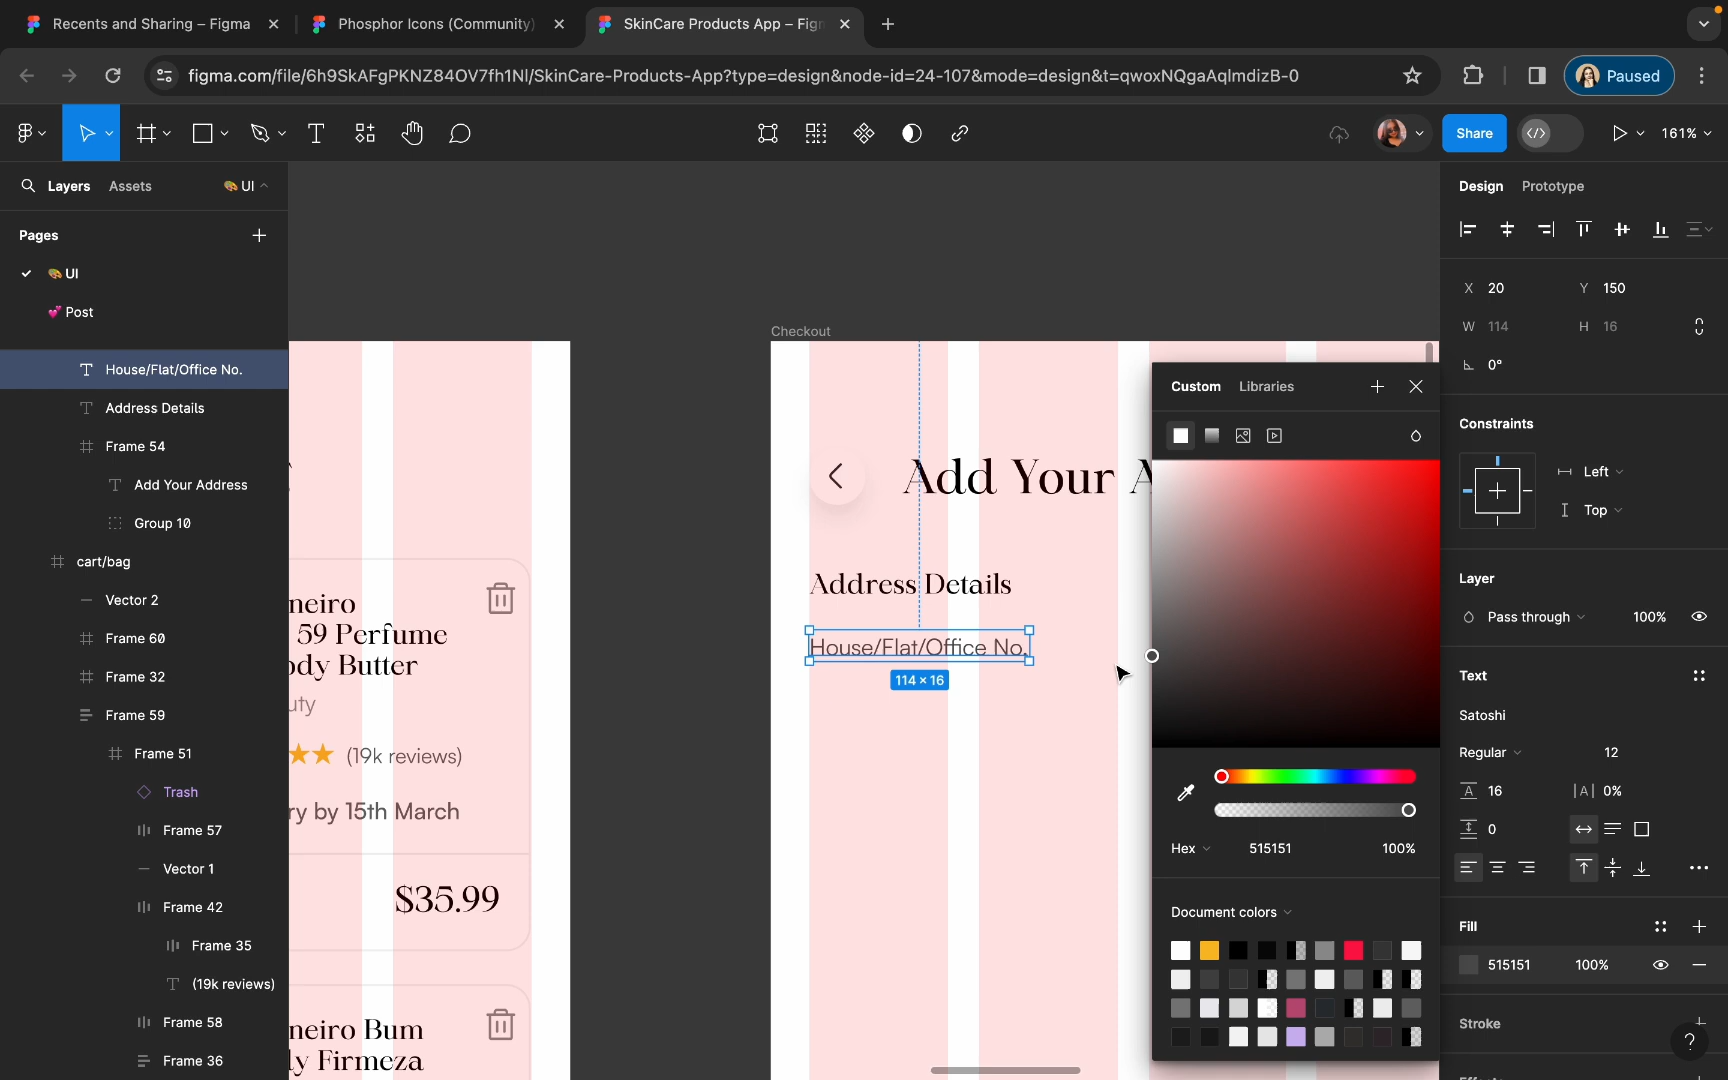 Recents and Sharing – Figma
Phosphor Icons (Community)
SkinCare Products App – Figm
figma.com/file/6h9SkAFgPKNZ84OV7fh1NI/SkinCare-Products-App?type=design&node-id=24-107&mode=design&t=qwoxNQgaAqlmdizB-0
Paused
Share
161%
Layers
Assets
🎨 UI
Pages
🎨 UI
💞 Post
House/Flat/Office No.
Address Details
Frame 54
Add Your Address
Group 10
cart/bag
Vector 2
Frame 60
Frame 32
Frame 59
Frame 51
Trash
Frame 57
Vector 1
Frame 42
Frame 35
(19k reviews)
Frame 58
Frame 36
neiro
59 Perfume
ody Butter
uty
(19k reviews)
ry by 15th March
$35.99
neiro Bum
ly Firmeza
Checkout
Add Your A
Address Details
House/Flat/Office No.
114 × 16
Custom
Libraries
Hex
515151
100%
Document colors
Design
Prototype
X 20
Y 150
W 114
H 16
0°
Constraints
Left
Top
Layer
Pass through
100%
Text
Satoshi
Regular
12
A 16
|A| 0%
0
Fill
515151
100%
Stroke
?